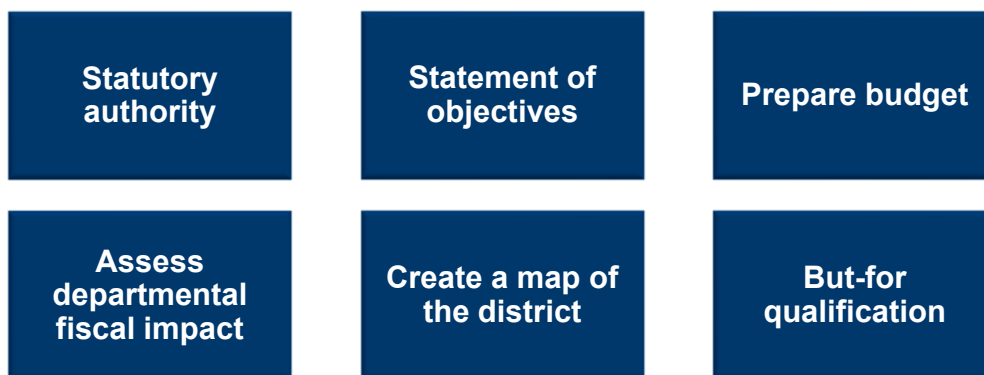 Statutory
authority
Statement of
objectives
Prepare budget
Assess
departmental
fiscal impact
Create a map of
the district
But-for
qualification